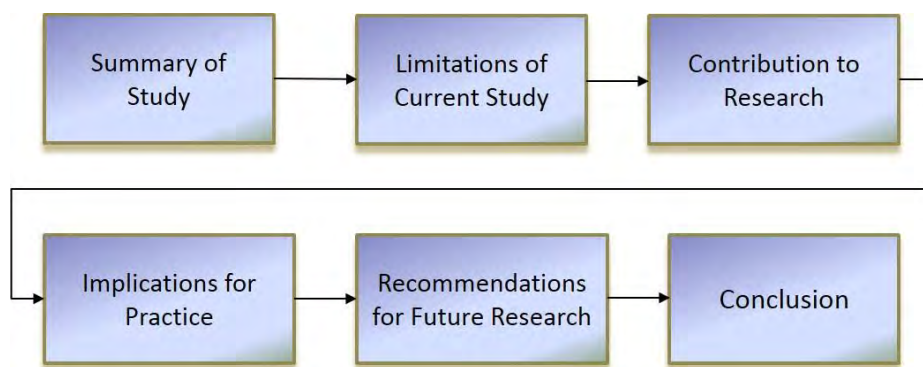 Summary of
Study
Limitations of
Current Study
Contribution to
Research
Implications for
Practice
Recommendations
for Future Research
Conclusion